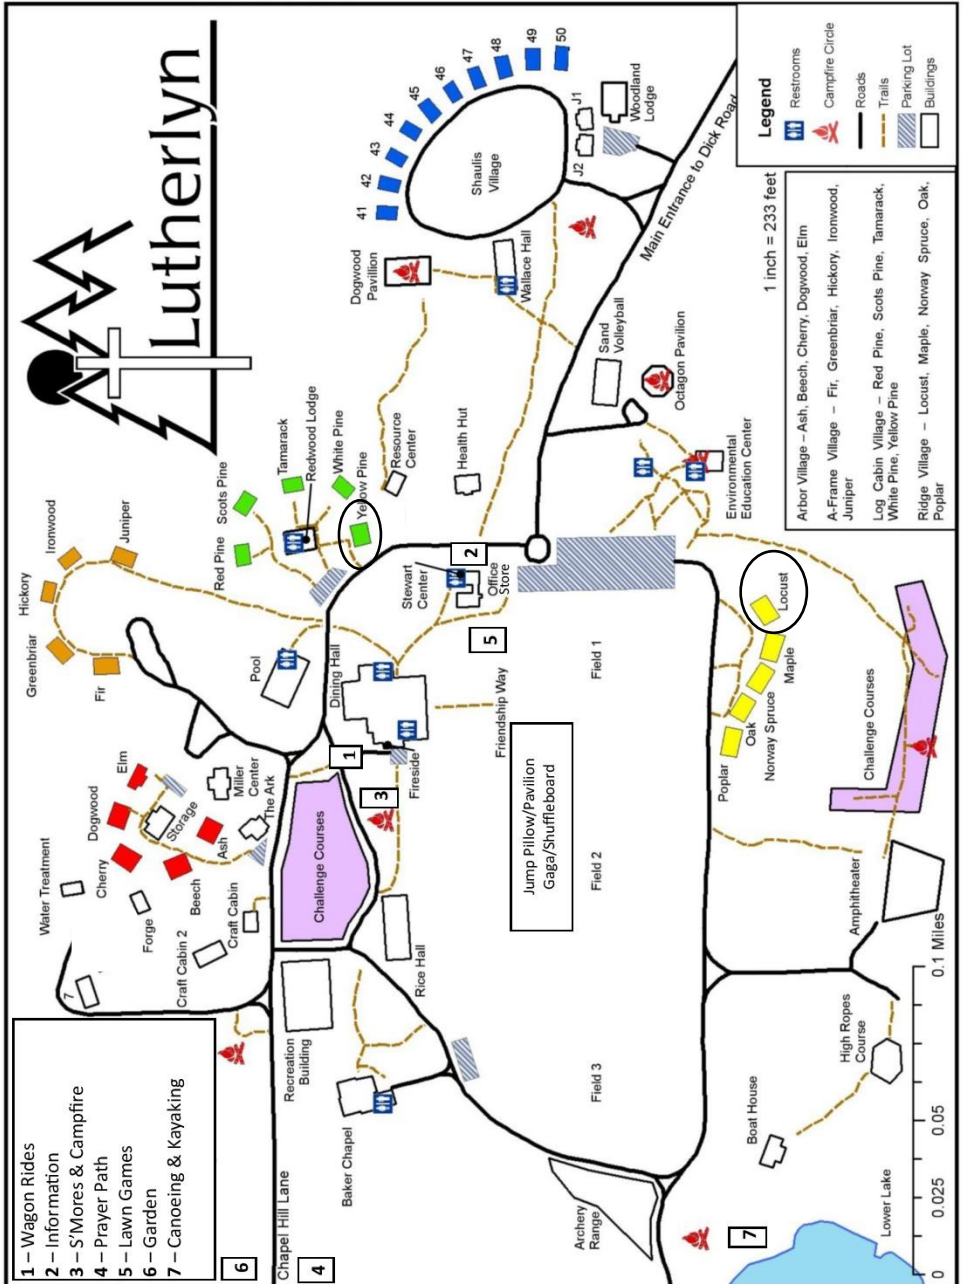 Lutherlyn
1 – Wagon Rides
2 – Information
3 – S'Mores & Campfire
4 – Prayer Path
5 – Lawn Games
6 – Garden
7 – Canoeing & Kayaking
Water Treatment
7
Forge
Cherry
Dogwood
Elm
Beech
Ash
Storage
Miller
Center
The Ark
Craft Cabin
Craft Cabin 2
Greenbriar
Hickory
Ironwood
Juniper
Fir
Red Pine
Scots Pine
Tamarack
Redwood Lodge
White Pine
Yellow Pine
Pool
Dining Hall
Fireside
Friendship Way
Stewart
Center
Office
Store
Resource
Center
Health Hut
Dogwood
Pavillion
Wallace Hall
Shaulis
Village
41
42
43
44
45
46
47
48
49
50
J1
J2
Woodland
Lodge
Main Entrance to Dick Road
Sand
Volleyball
Octagon Pavilion
Environmental
Education Center
Challenge Courses
Rice Hall
Recreation
Building
Baker Chapel
Chapel Hill Lane
1
2
3
4
5
6
7
Jump Pillow/Pavilion
Gaga/Shuffleboard
Field 1
Field 2
Field 3
Archery
Range
Poplar
Oak
Norway Spruce
Maple
Locust
Challenge Courses
Amphitheater
High Ropes
Course
Boat House
Lower Lake
0
0.025
0.05
0.1 Miles
1 inch = 233 feet
Legend
Restrooms
Campfire Circle
Roads
Trails
Parking Lot
Buildings
Arbor Village – Ash, Beech, Cherry, Dogwood, Elm
A-Frame Village – Fir, Greenbriar, Hickory, Ironwood,
Juniper
Log Cabin Village – Red Pine, Scots Pine, Tamarack,
White Pine, Yellow Pine
Ridge Village – Locust, Maple, Norway Spruce, Oak,
Poplar